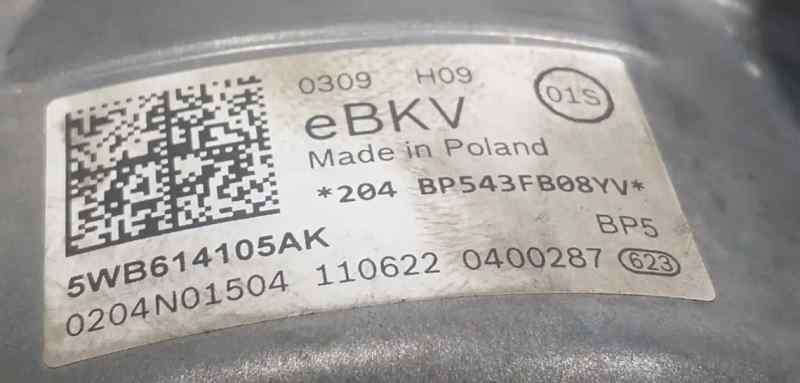 0309 H09
01S
eBKV
Made in Poland
*204 BP543FB08YV*
BP5
5WB614105AK
0204N01504 110622 0400287 623